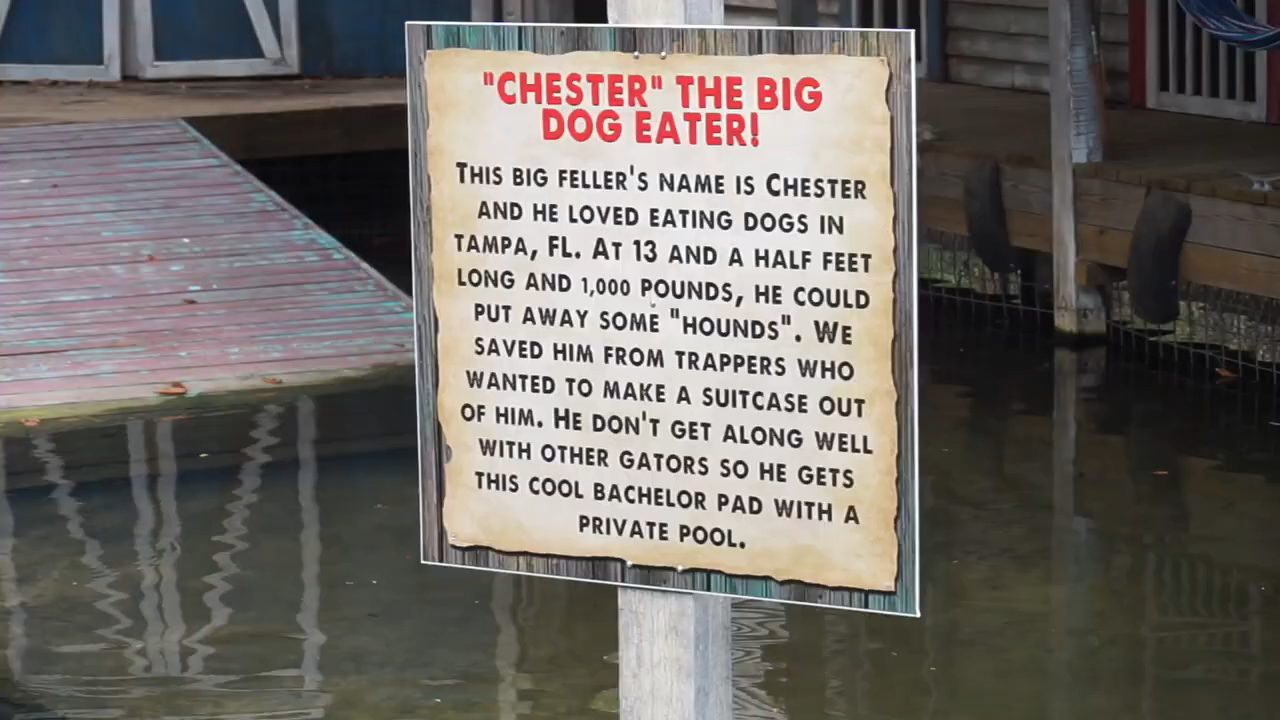 "CHESTER" THE BIG
DOG EATER!
THIS BIG FELLER'S NAME IS CHESTER
AND HE LOVED EATING DOGS IN
TAMPA, FL. AT 13 AND A HALF FEET
LONG AND 1,000 POUNDS, HE COULD
PUT AWAY SOME "HOUNDS". WE
SAVED HIM FROM TRAPPERS WHO
WANTED TO MAKE A SUITCASE OUT
OF HIM. HE DON'T GET ALONG WELL
WITH OTHER GATORS SO HE GETS
THIS COOL BACHELOR PAD WITH A
PRIVATE POOL.